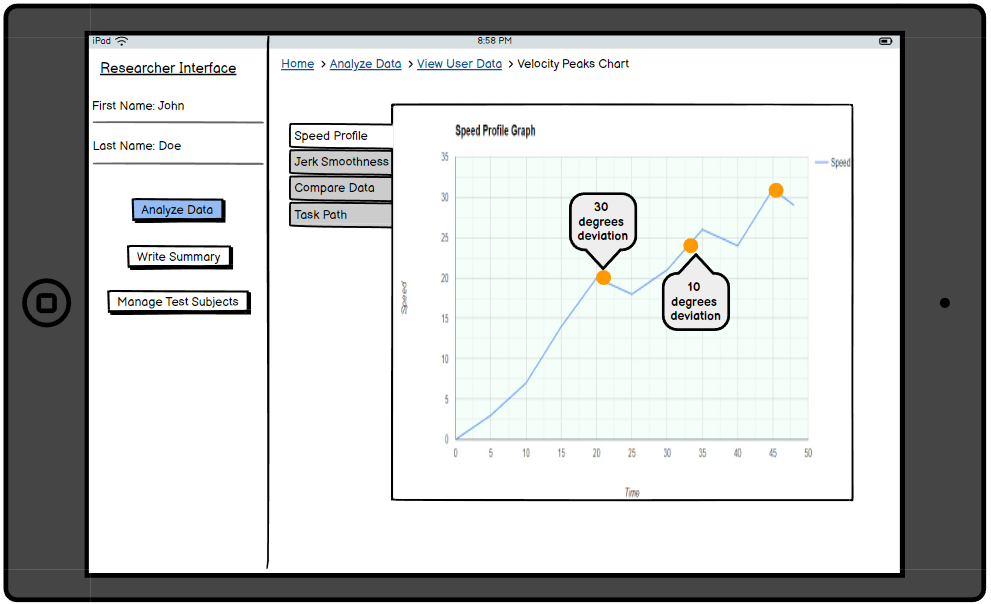 iPod 8:58 PM
Researcher Interface
First Name: John
Last Name: Doe
Analyze Data
Write Summary
Manage Test Subjects
Home > Analyze Data > View User Data > Velocity Peaks Chart
Speed Profile
Jerk Smoothness
Compare Data
Task Path
Speed Profile Graph
Speed
35
30
25
20
15
10
5
0
Speed
30
degrees
deviation
10
degrees
deviation
0 5 10 15 20 25 30 35 40 45 50
Time